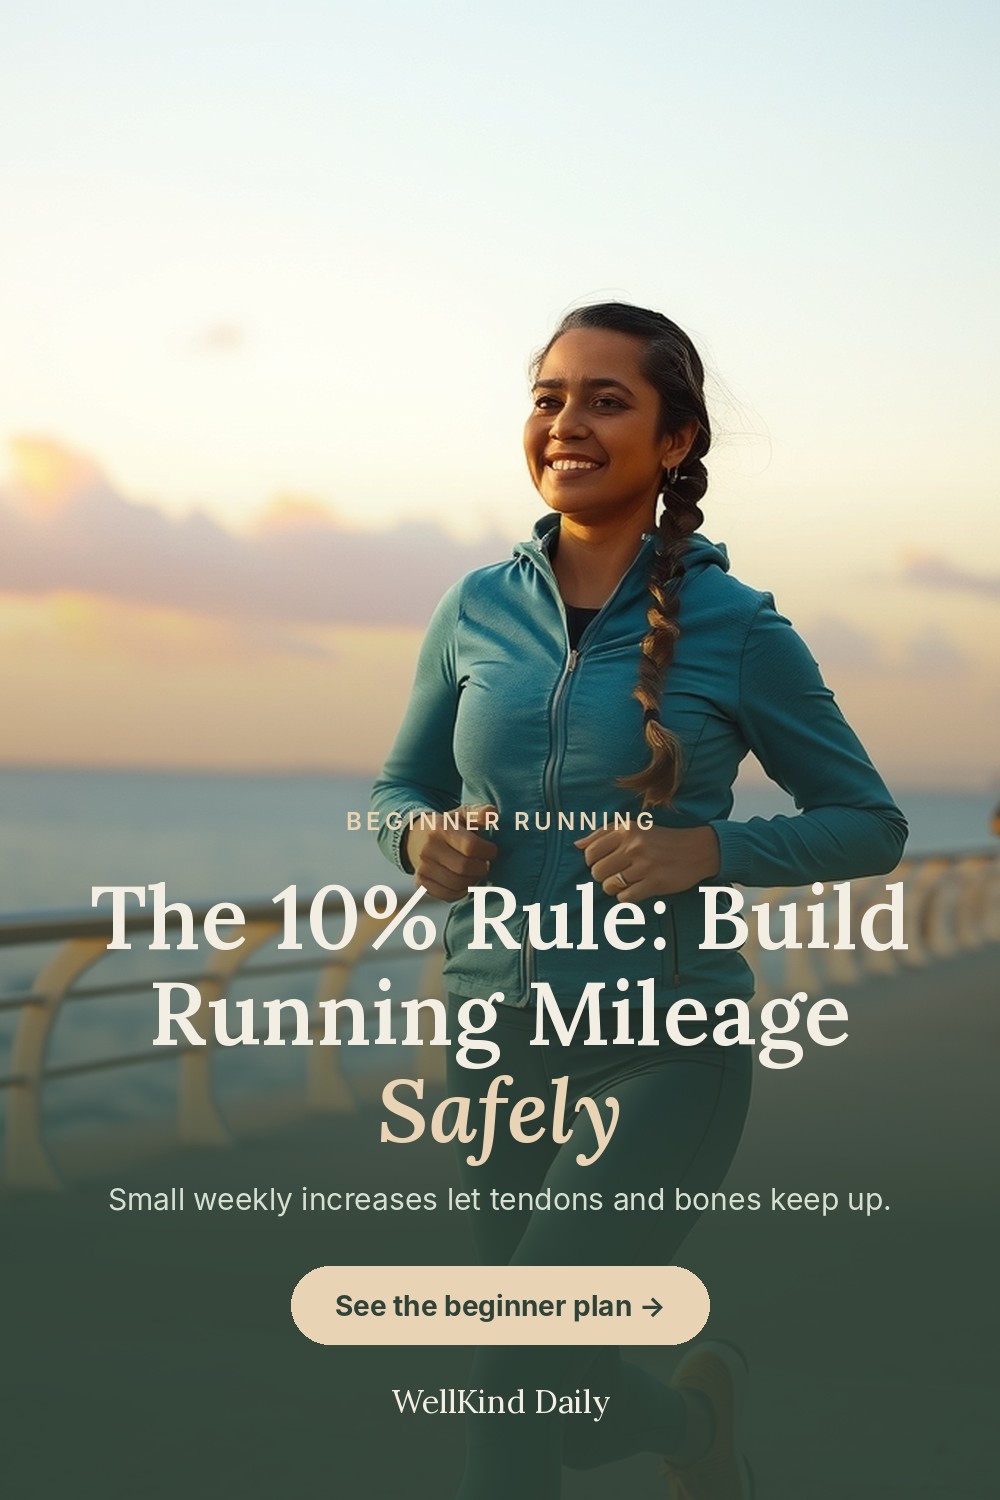 BEGINNER RUNNING
The 10% Rule: Build
Running Mileage
Safely
Small weekly increases let tendons and bones keep up.
See the beginner plan →
WellKind Daily